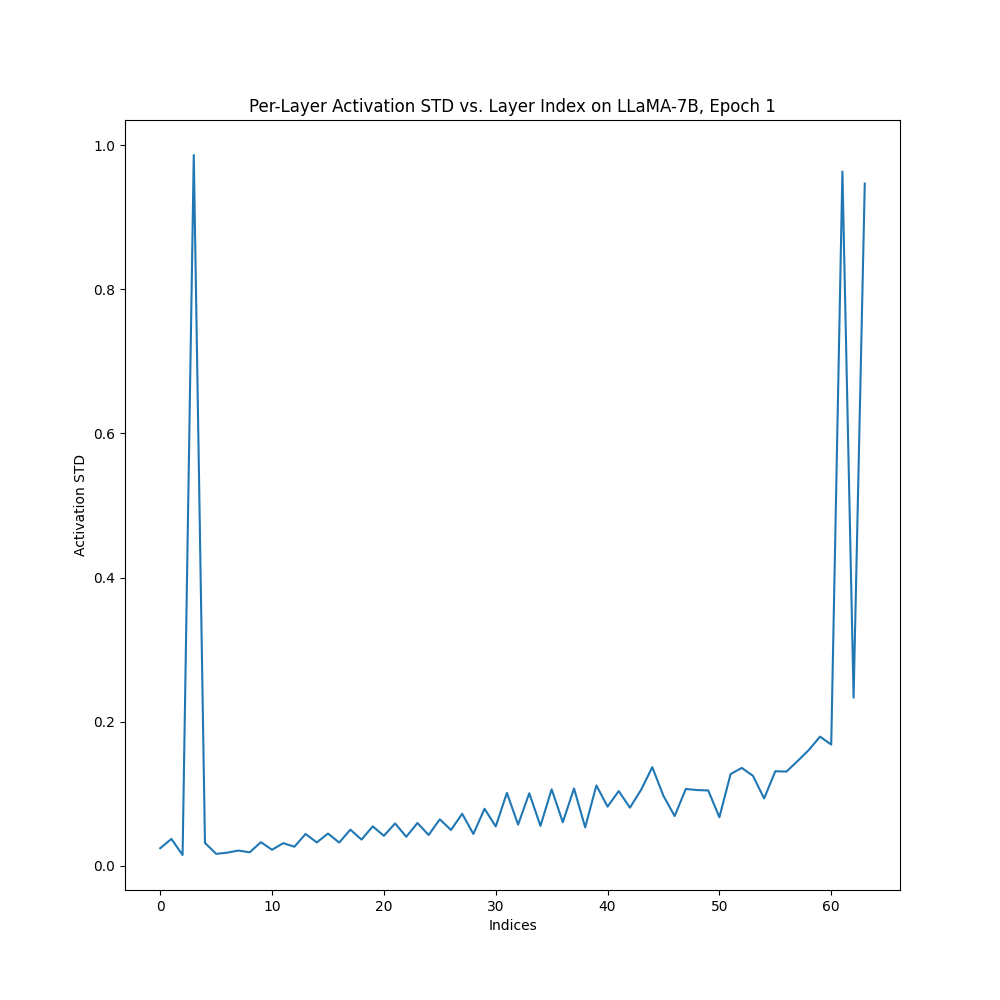 Per-Layer Activation STD vs. Layer Index on LLaMA-7B, Epoch 1
1.0
0.8
0.6
0.4
0.2
0.0
Activation STD
0 10 20 30 40 50 60
Indices